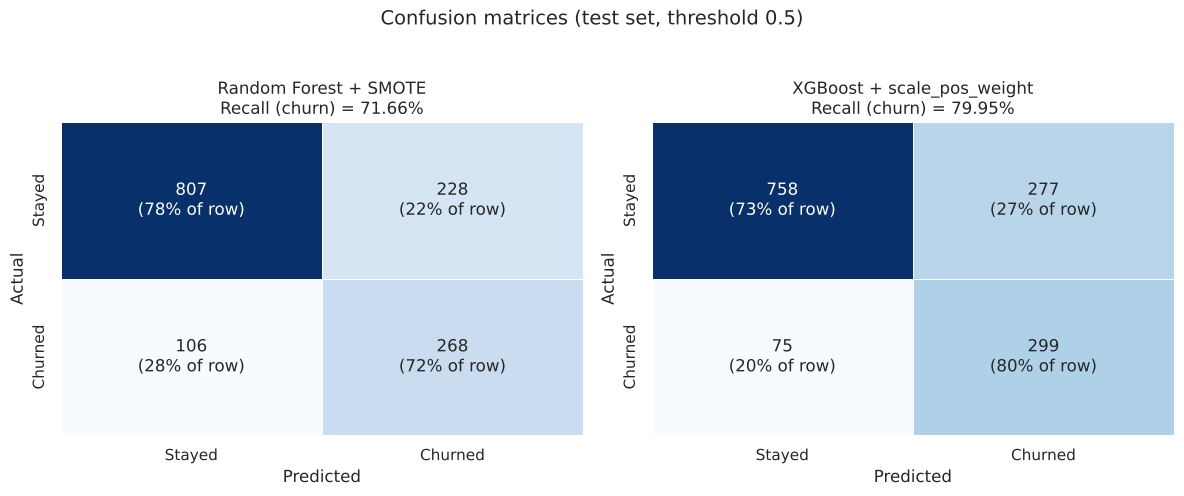 Confusion matrices (test set, threshold 0.5)
Random Forest + SMOTE
Recall (churn) = 71.66%
Actual
Stayed
Churned
807
(78% of row)
228
(22% of row)
106
(28% of row)
268
(72% of row)
Stayed
Churned
Predicted
XGBoost + scale_pos_weight
Recall (churn) = 79.95%
Actual
Stayed
Churned
758
(73% of row)
277
(27% of row)
75
(20% of row)
299
(80% of row)
Stayed
Churned
Predicted